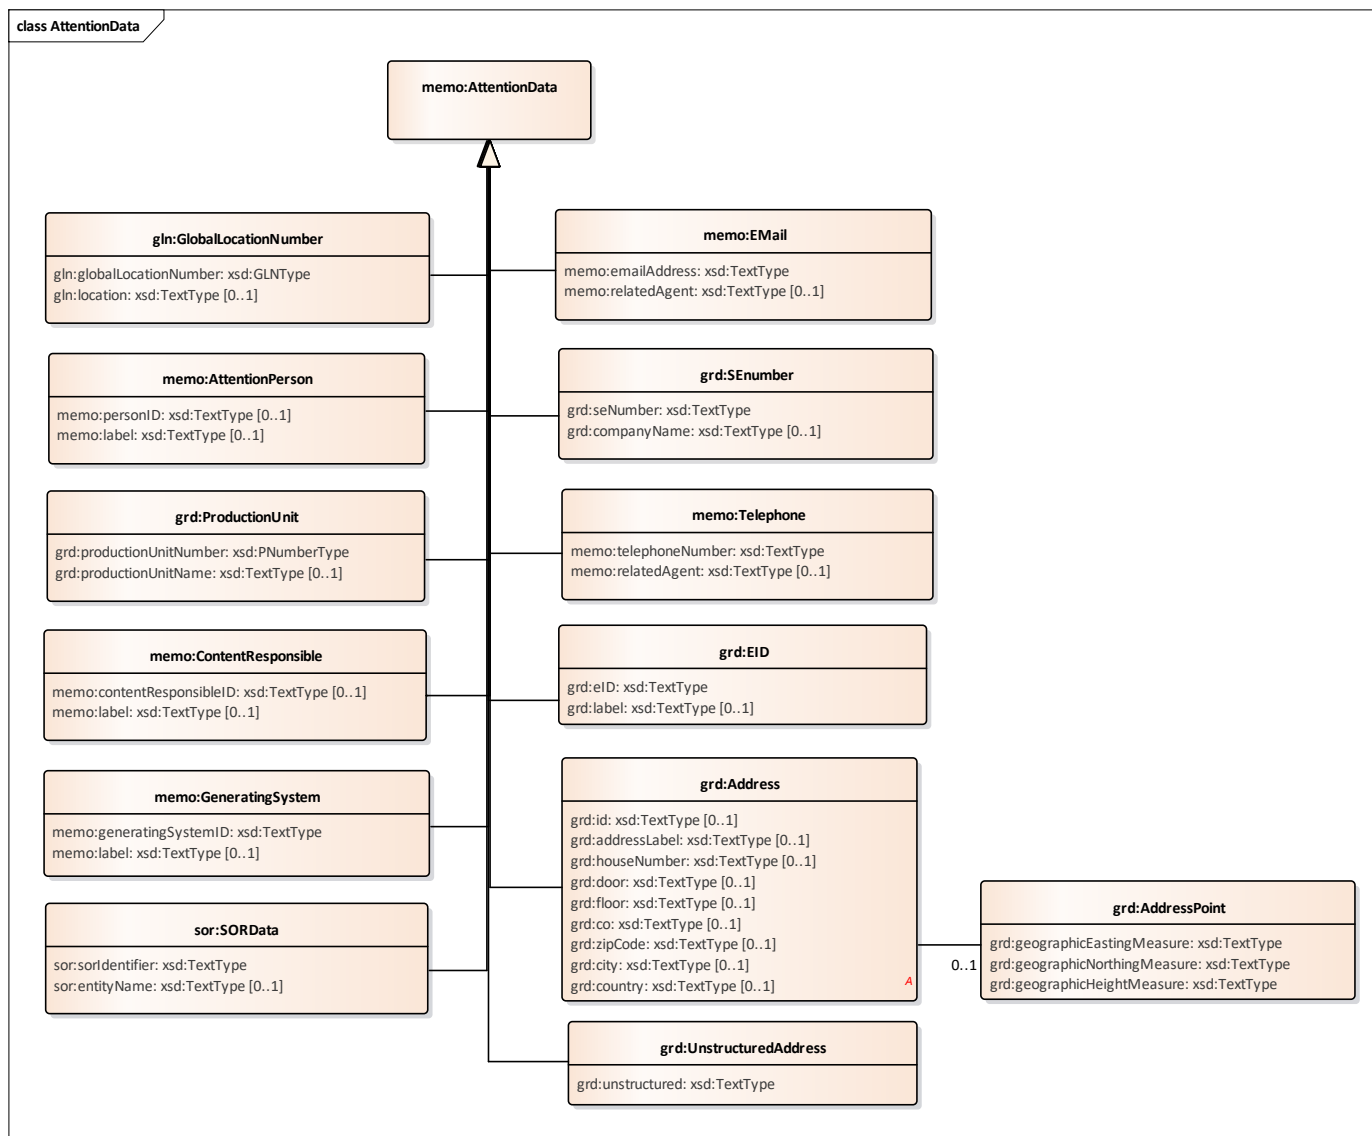 class AttentionData
memo:AttentionData
gln:GlobalLocationNumber
gln:globalLocationNumber: xsd:GLNType
gln:location: xsd:TextType [0..1]
memo:EMail
memo:emailAddress: xsd:TextType
memo:relatedAgent: xsd:TextType [0..1]
memo:AttentionPerson
memo:personID: xsd:TextType [0..1]
memo:label: xsd:TextType [0..1]
grd:SEnumber
grd:seNumber: xsd:TextType
grd:companyName: xsd:TextType [0..1]
grd:ProductionUnit
grd:productionUnitNumber: xsd:PNumberType
grd:productionUnitName: xsd:TextType [0..1]
memo:Telephone
memo:telephoneNumber: xsd:TextType
memo:relatedAgent: xsd:TextType [0..1]
memo:ContentResponsible
memo:contentResponsibleID: xsd:TextType [0..1]
memo:label: xsd:TextType [0..1]
grd:EID
grd:eID: xsd:TextType
grd:label: xsd:TextType [0..1]
memo:GeneratingSystem
memo:generatingSystemID: xsd:TextType
memo:label: xsd:TextType [0..1]
grd:Address
grd:id: xsd:TextType [0..1]
grd:addressLabel: xsd:TextType [0..1]
grd:houseNumber: xsd:TextType [0..1]
grd:door: xsd:TextType [0..1]
grd:floor: xsd:TextType [0..1]
grd:co: xsd:TextType [0..1]
grd:zipCode: xsd:TextType [0..1]
grd:city: xsd:TextType [0..1]
grd:country: xsd:TextType [0..1]
A
0..1
grd:AddressPoint
grd:geographicEastingMeasure: xsd:TextType
grd:geographicNorthingMeasure: xsd:TextType
grd:geographicHeightMeasure: xsd:TextType
sor:SORData
sor:sorIdentifier: xsd:TextType
sor:entityName: xsd:TextType [0..1]
grd:UnstructuredAddress
grd:unstructured: xsd:TextType